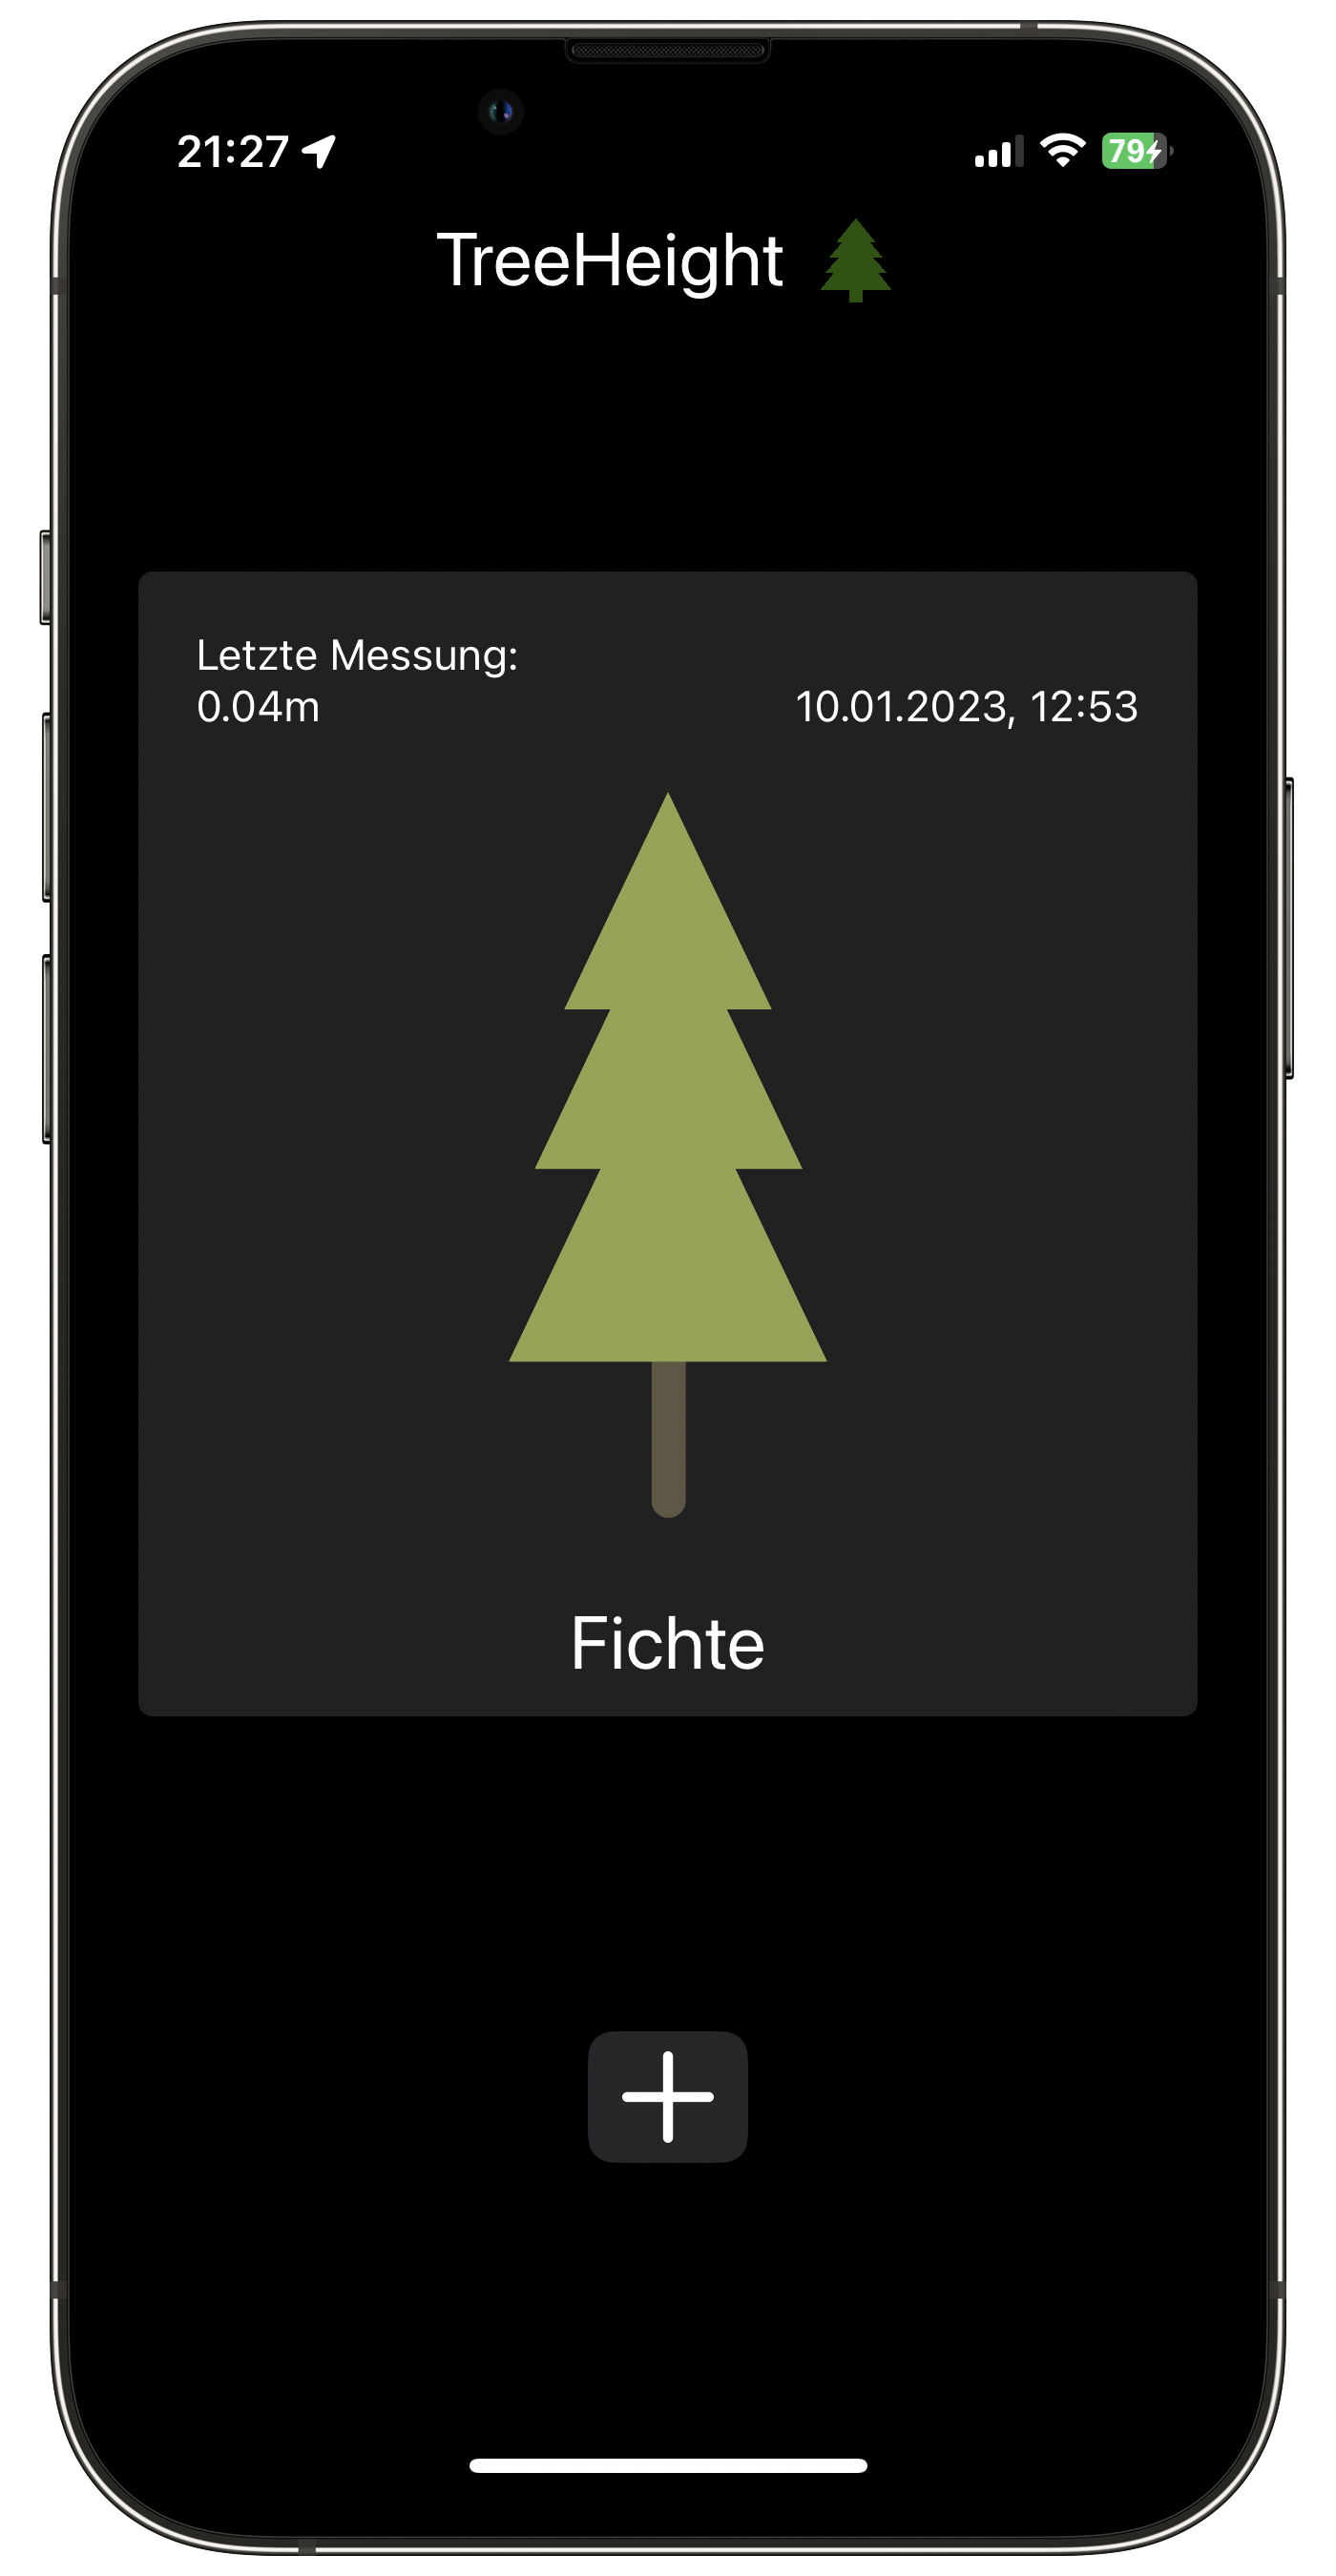 21:27
79
TreeHeight
Letzte Messung:
0.04m 10.01.2023, 12:53
Fichte